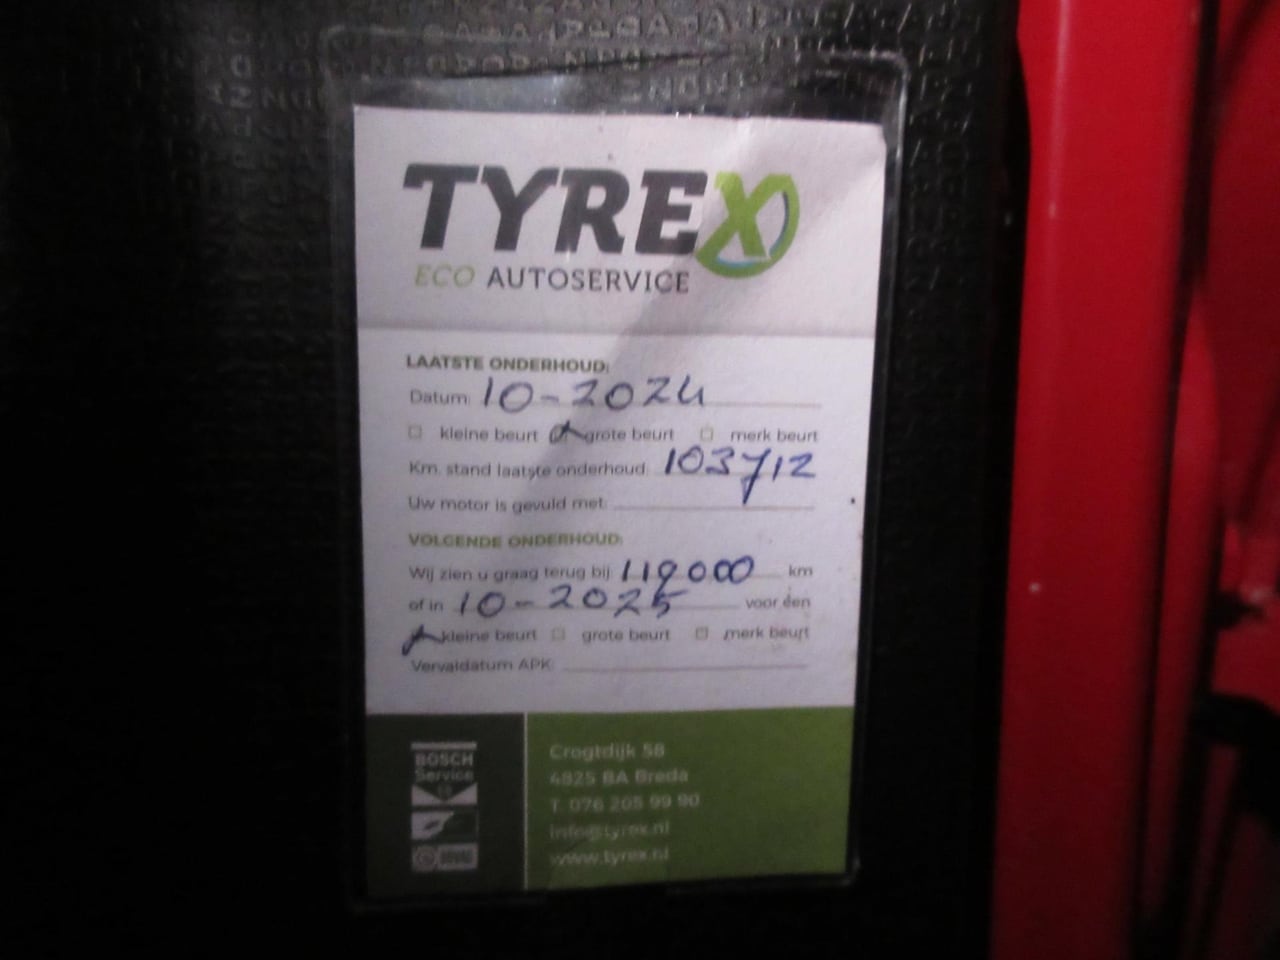 TYREX
ECO AUTOSERVICE
LAATSTE ONDERHOUD:
Datum: 10-2024
kleine beurt grote beurt merk beurt
Km. stand laatste onderhoud: 103712
Uw motor is gevuld met:
VOLGENDE ONDERHOUD:
Wij zien u graag terug bij 119000 km
of in 10-2025 voor een
kleine beurt grote beurt merk beurt
Vervaldatum APK:
BOSCH
Service
BOVAG
Crogtdijk 58
4825 BA Breda
T. 076 205 99 90
info@tyrex.nl
www.tyrex.nl